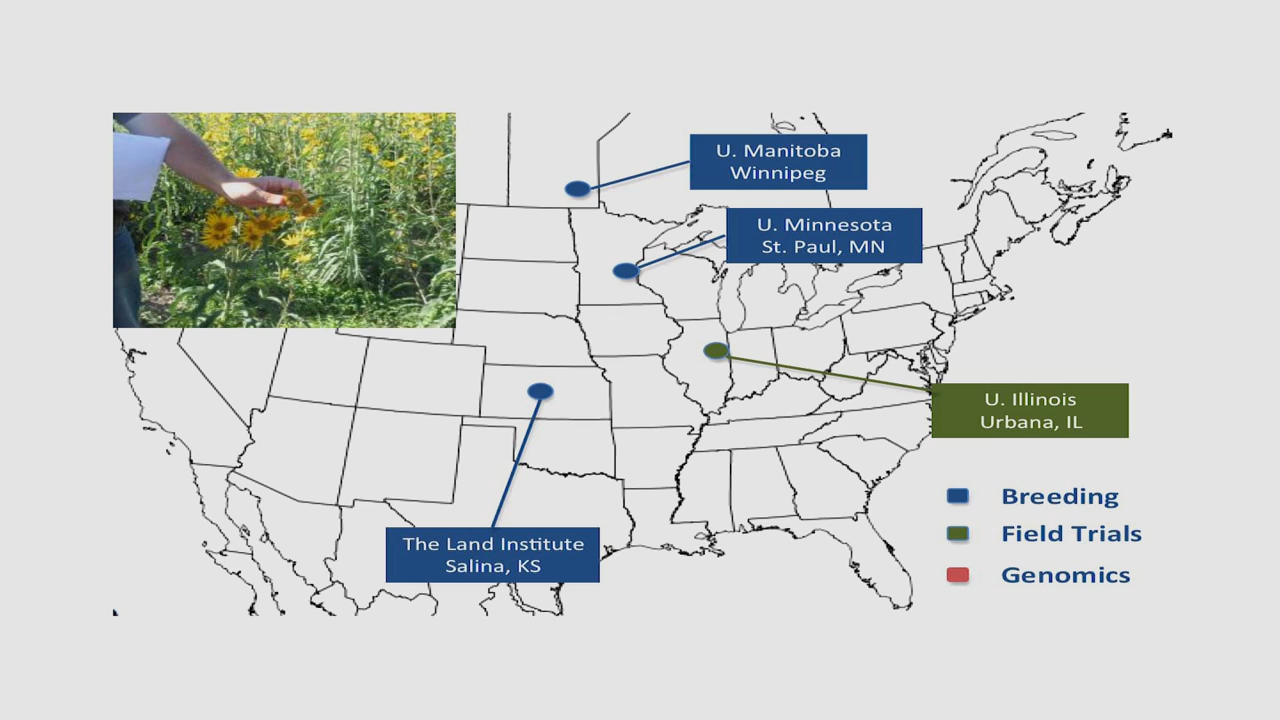 U. Manitoba
Winnipeg
U. Minnesota
St. Paul, MN
U. Illinois
Urbana, IL
The Land Institute
Salina, KS
Breeding
Field Trials
Genomics